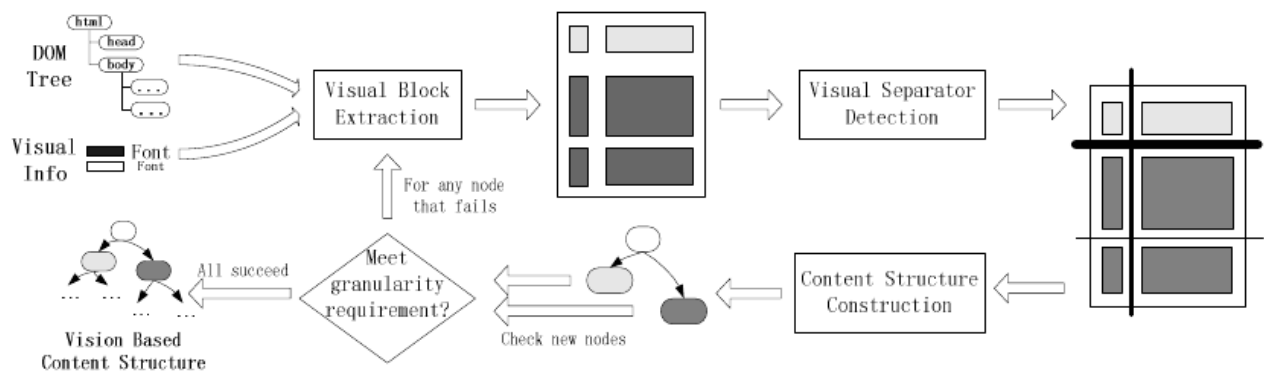 html
head
body
...
...
DOM
Tree
Visual
Info
Font
Font
Visual Block
Extraction
Visual Separator
Detection
Content Structure
Construction
Check new nodes
Meet
granularity
requirement?
For any node
that fails
All succeed
...
...
...
...
Vision Based
Content Structure